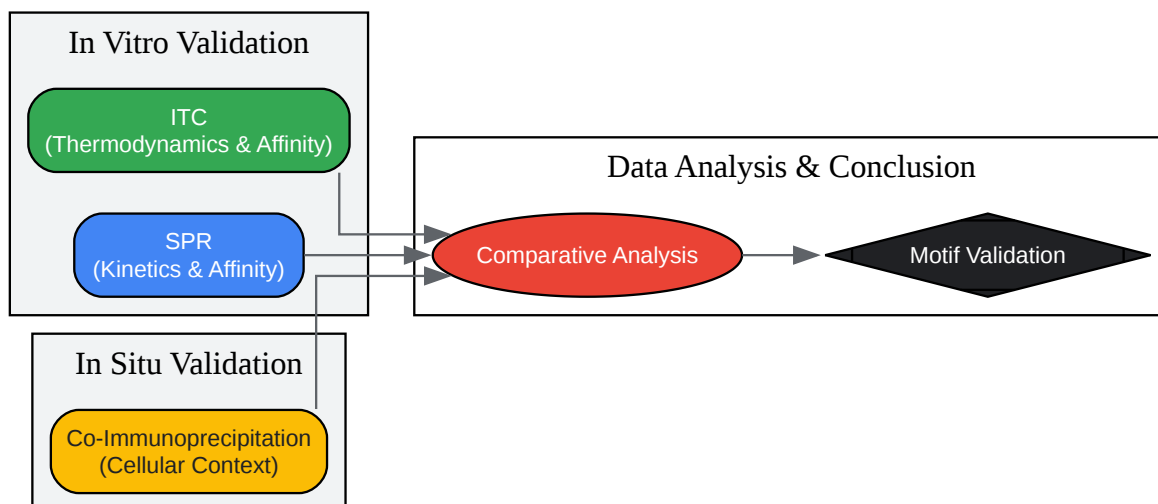 In Vitro Validation
ITC
(Thermodynamics & Affinity)
SPR
(Kinetics & Affinity)
In Situ Validation
Co-Immunoprecipitation
(Cellular Context)
Data Analysis & Conclusion
Comparative Analysis
Motif Validation